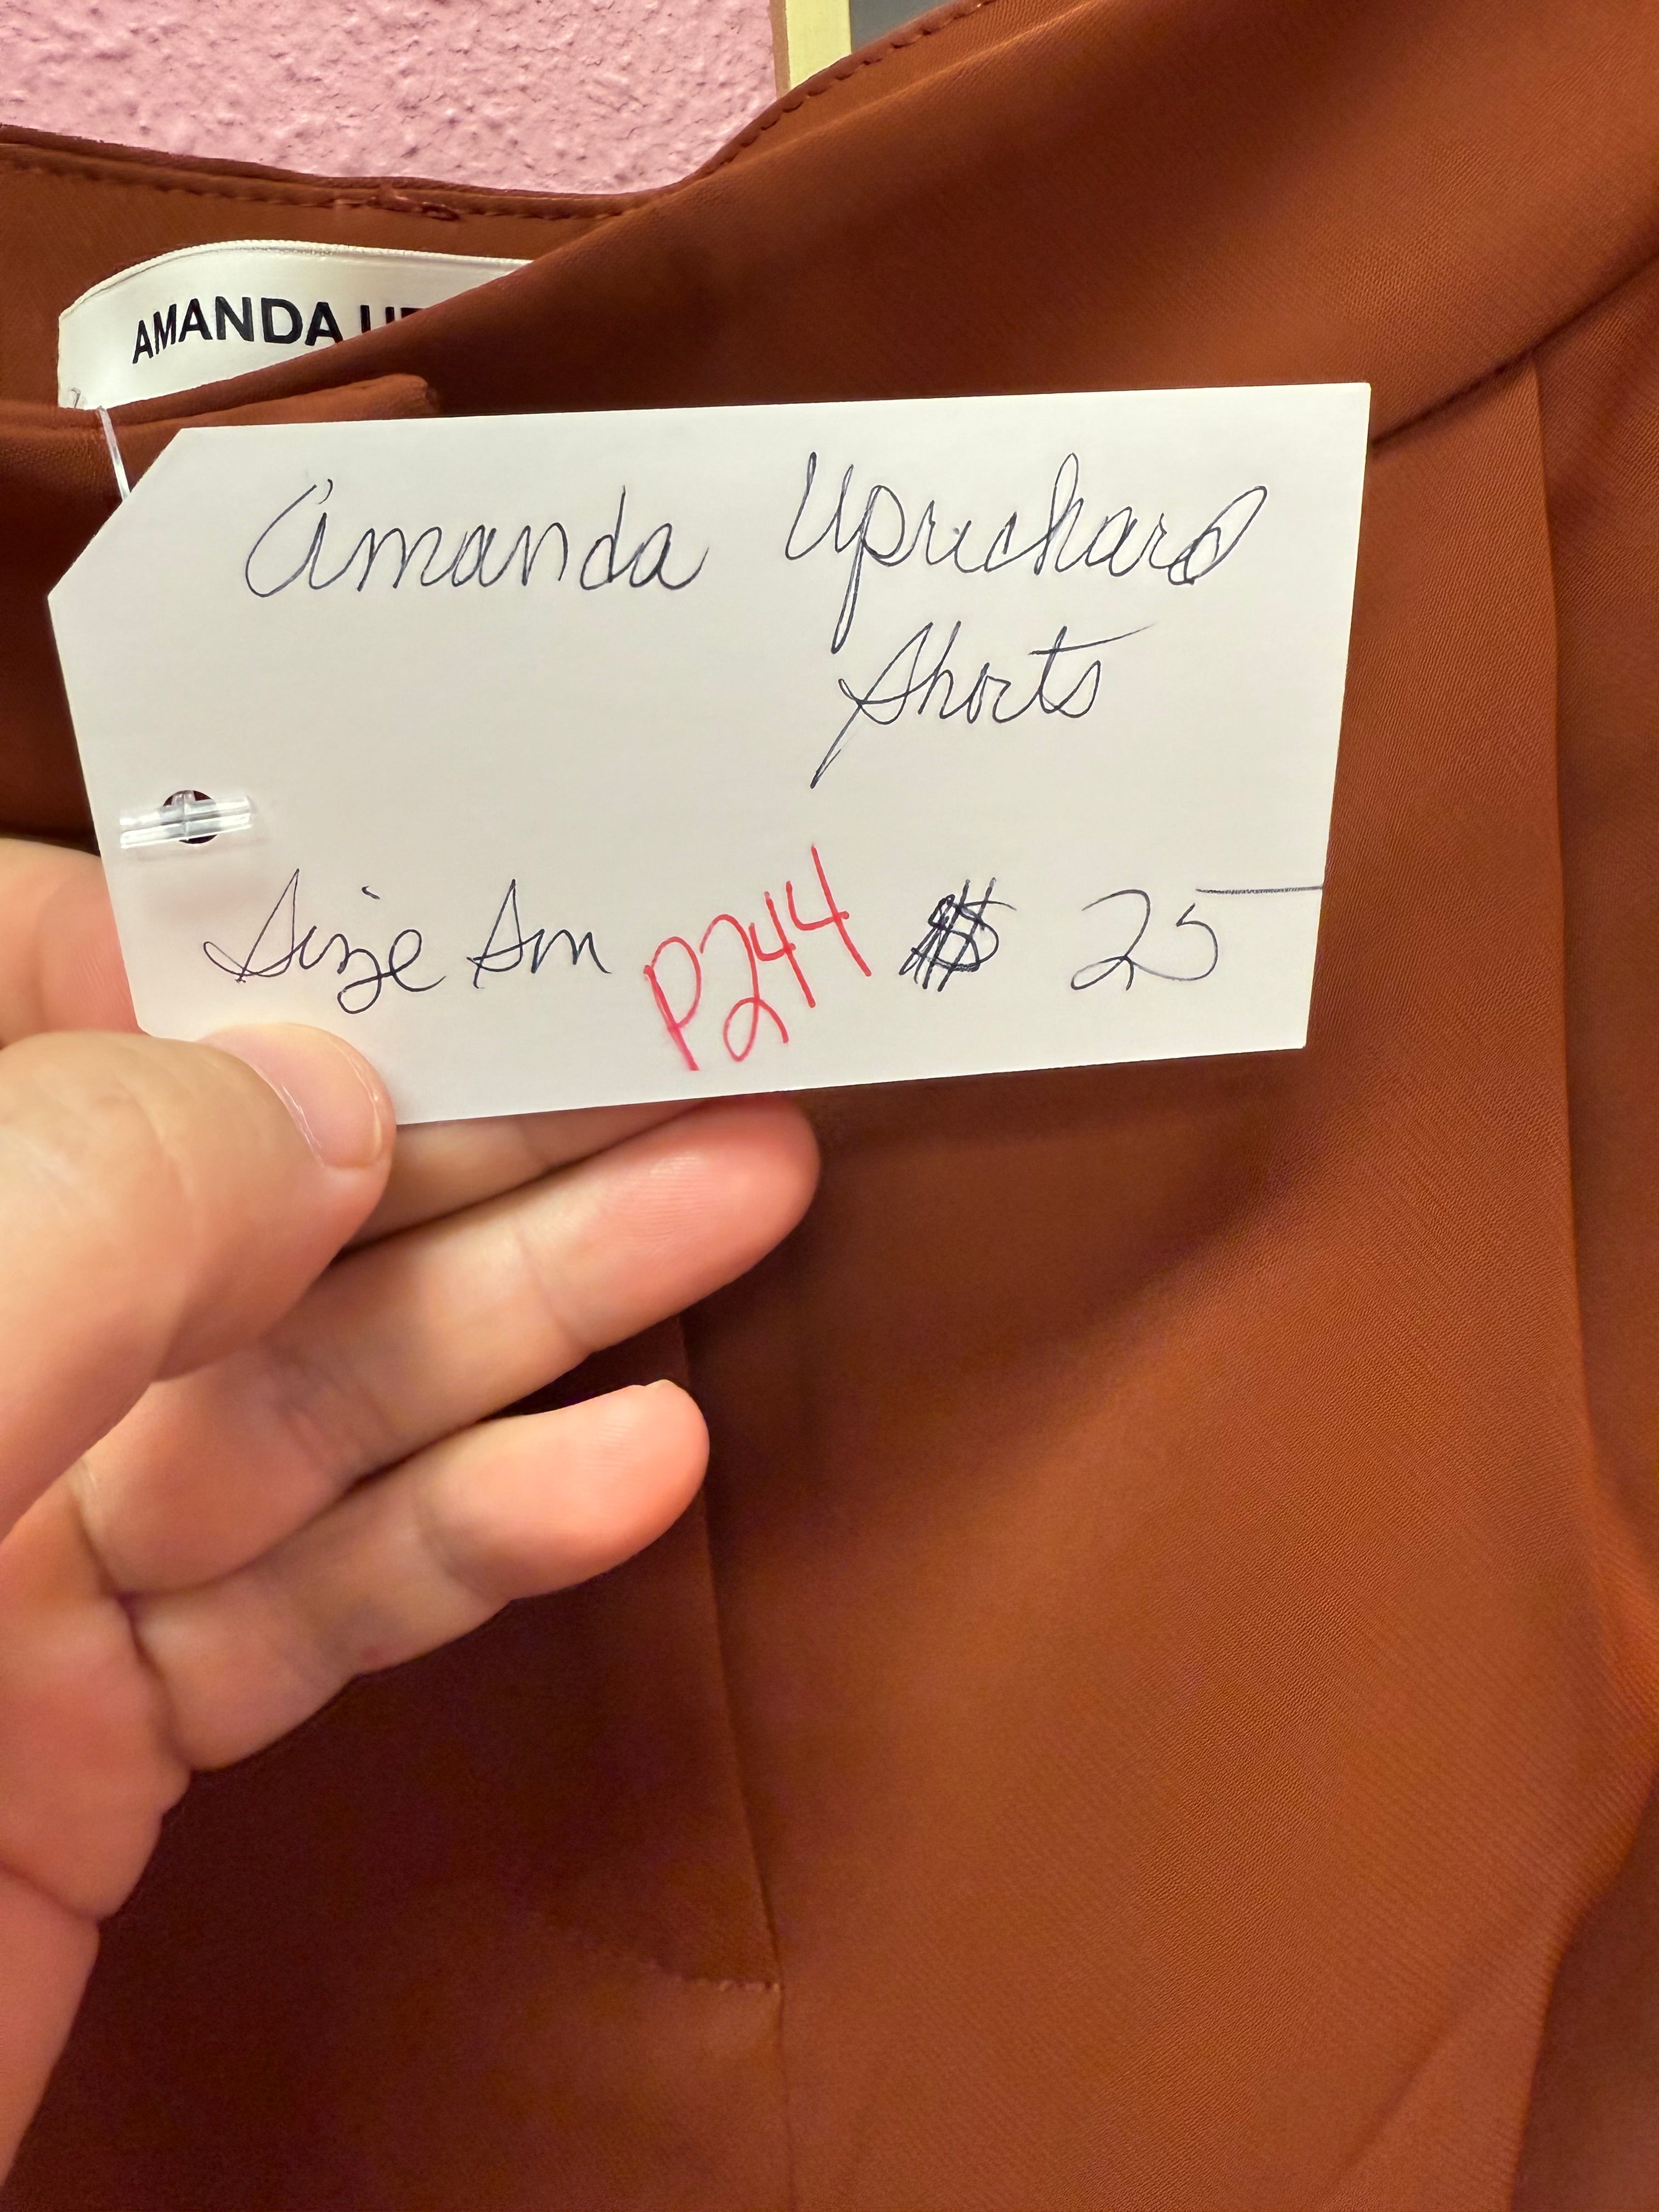 AMANDA
Amanda Uprichard
Shorts
Size Sm P244 $ 25